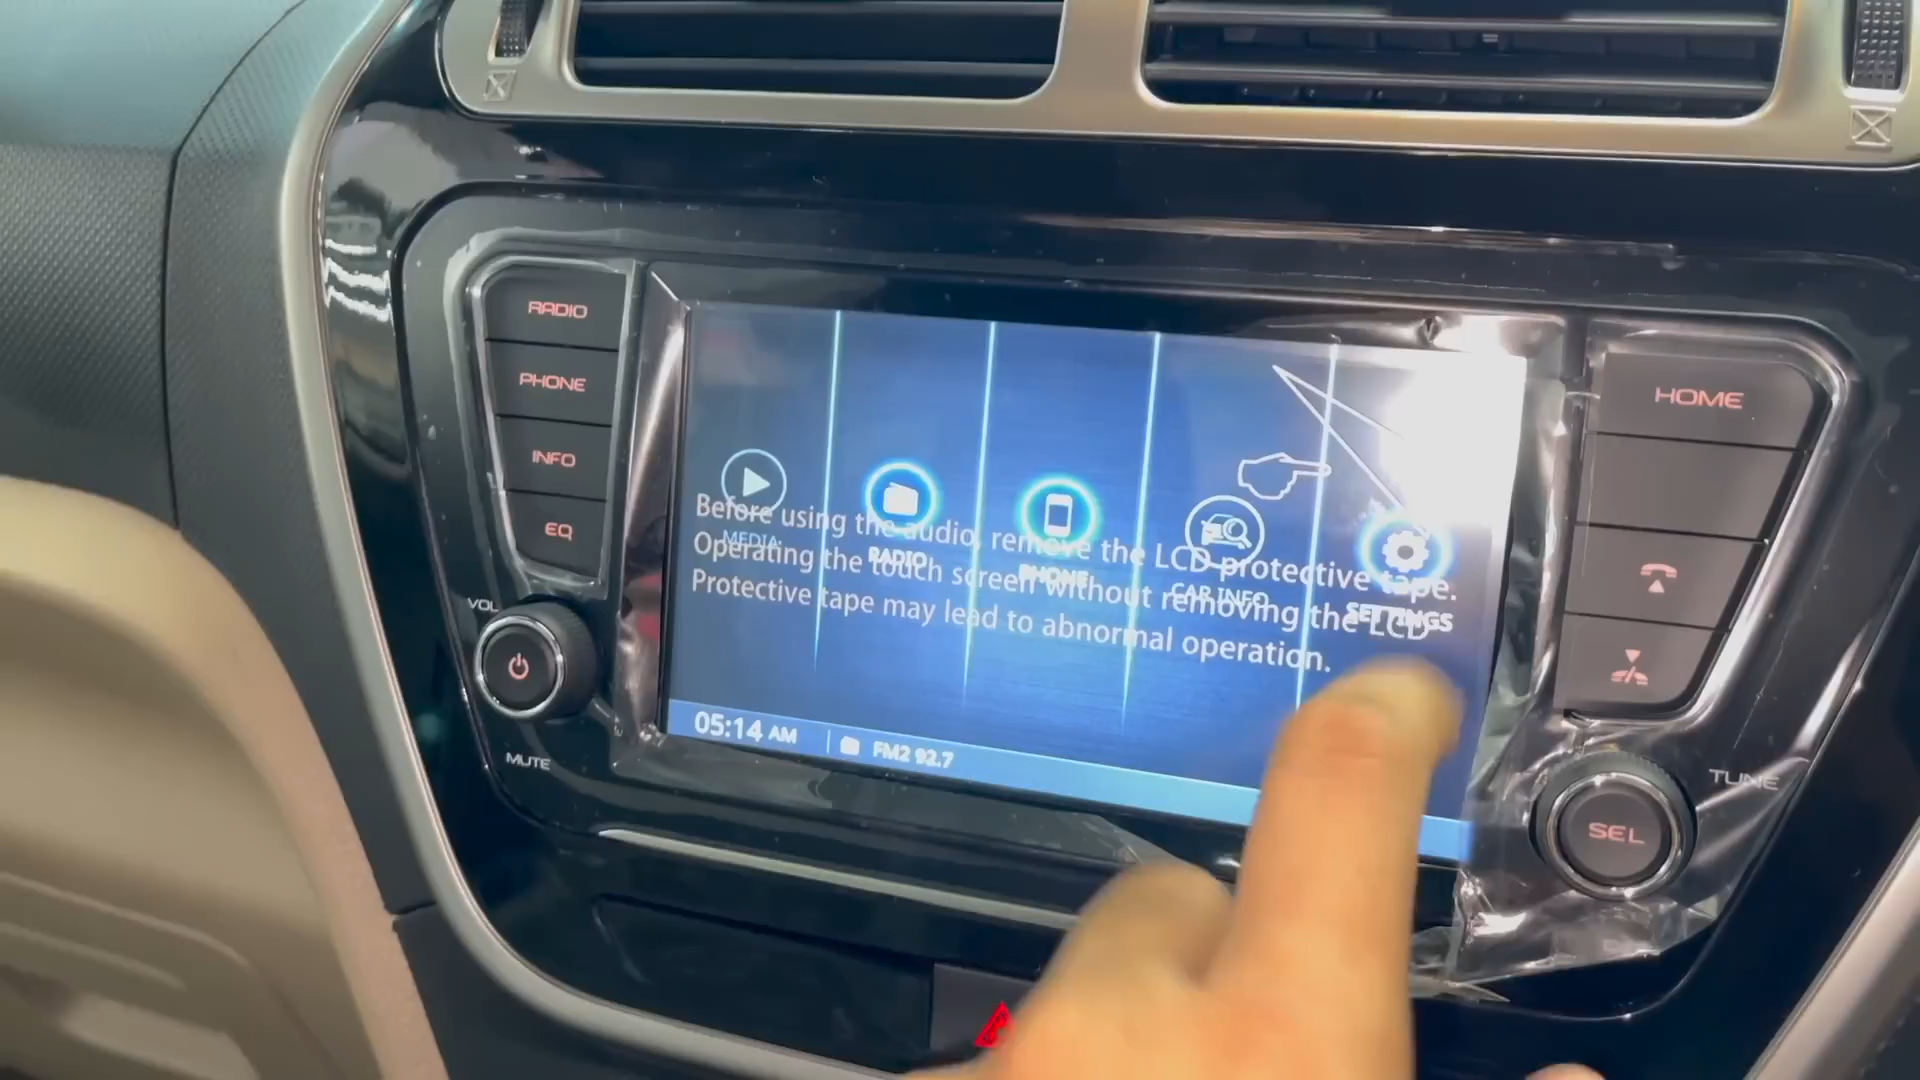 RADIO
PHONE
INFO
EQ
VOL
MUTE
Before using the audio, remove the LCD protective tape.
Operating the touch screen without removing the LCD
Protective tape may lead to abnormal operation.
MEDIA
RADIO
PHONE
CAR INFO
SETTINGS
05:14 AM
FM2 92.7
HOME
TUNE
SEL